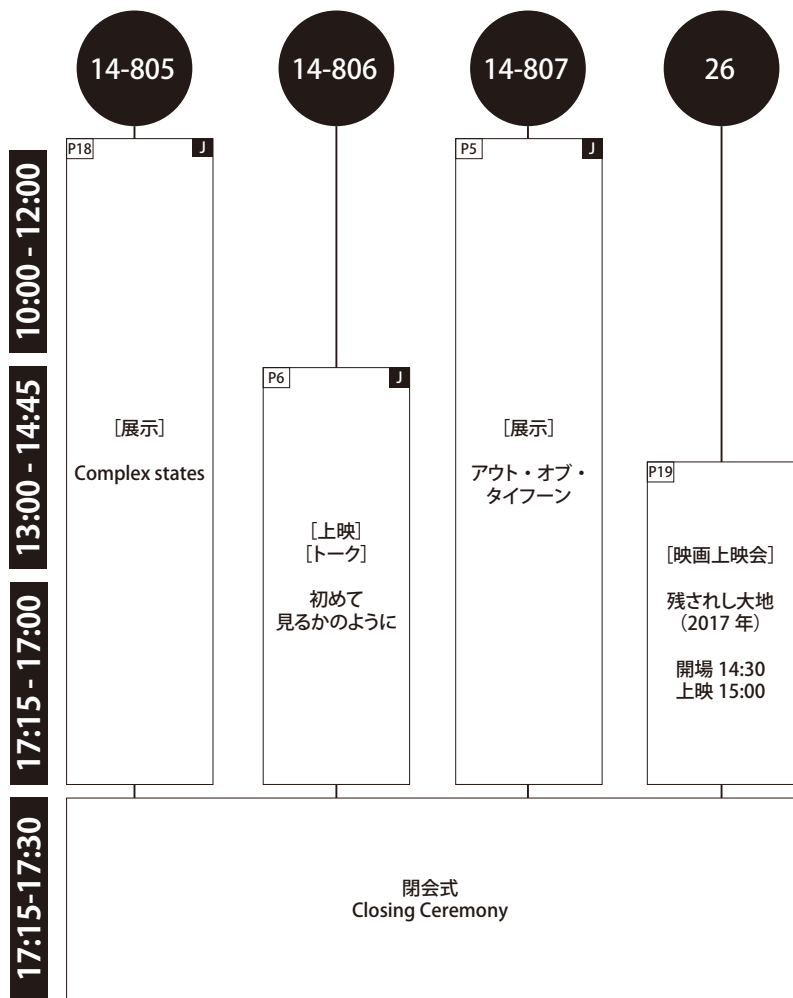 14-805
14-806
14-807
26
10:00 - 12:00
13:00 - 14:45
17:15 - 17:00
17:15-17:30
P18
J
［展示］
Complex states
P6
J
［上映］
［トーク］
初めて
見るかのように
P5
J
［展示］
アウト・オブ・
タイフーン
P19
［映画上映会］
残されし大地
（2017 年）
開場 14:30
上映 15:00
閉会式
Closing Ceremony